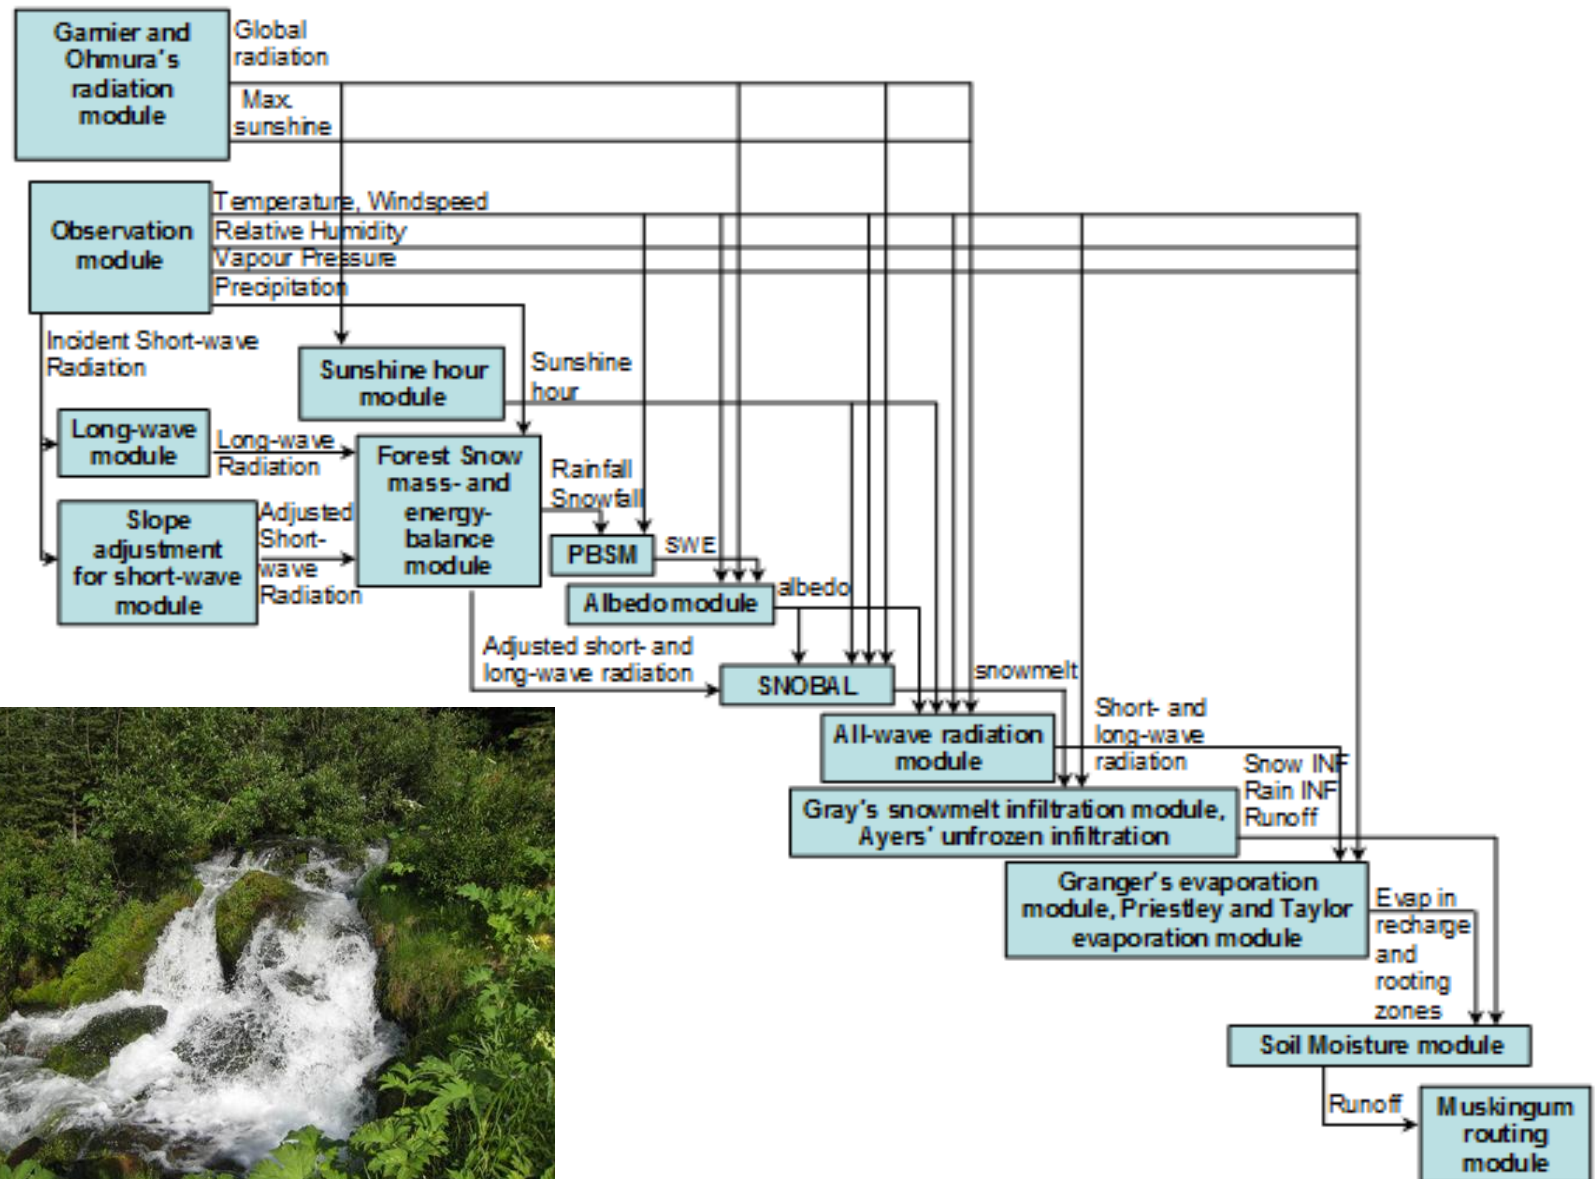 Garnier and
Ohmura's
radiation
module
Global
radiation
Max.
sunshine
Observation
module
Temperature, Windspeed
Relative Humidity
Vapour Pressure
Precipitation
Incident Short-wave
Radiation
Sunshine hour
module
Sunshine
hour
Long-wave
module
Long-wave
Radiation
Slope
adjustment
for short-wave
module
Adjusted
Short-
wave
Radiation
Forest Snow
mass- and
energy-
balance
module
Rainfall
Snowfall
PBSM
SWE
Albedo module
albedo
Adjusted short- and
long-wave radiation
SNOBAL
snowmelt
All-wave radiation
module
Short- and
long-wave
radiation
Gray's snowmelt infiltration module,
Ayers' unfrozen infiltration
Snow INF
Rain INF
Runoff
Granger's evaporation
module, Priestley and Taylor
evaporation module
Evap in
recharge
and
rooting
zones
Soil Moisture module
Runoff
Muskingum
routing
module